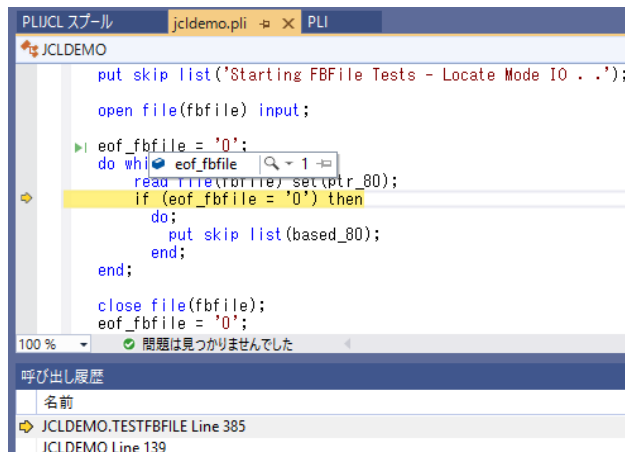 PLIJCL スプール jcldemo.pli PLI
JCLDEMO
put skip list('Starting FBFile Tests - Locate Mode IO . .');
open file(fbfile) input;
eof_fbfile = '0';
do whi
eof_fbfile 1
read file(fbfile) set(ptr_80);
if (eof_fbfile = '0') then
do;
put skip list(based_80);
end;
end;
close file(fbfile);
eof_fbfile = '0';
100 % 問題は見つかりませんでした
呼び出し履歴
名前
JCLDEMO.TESTFBFILE Line 385
JCLDEMO Line 139